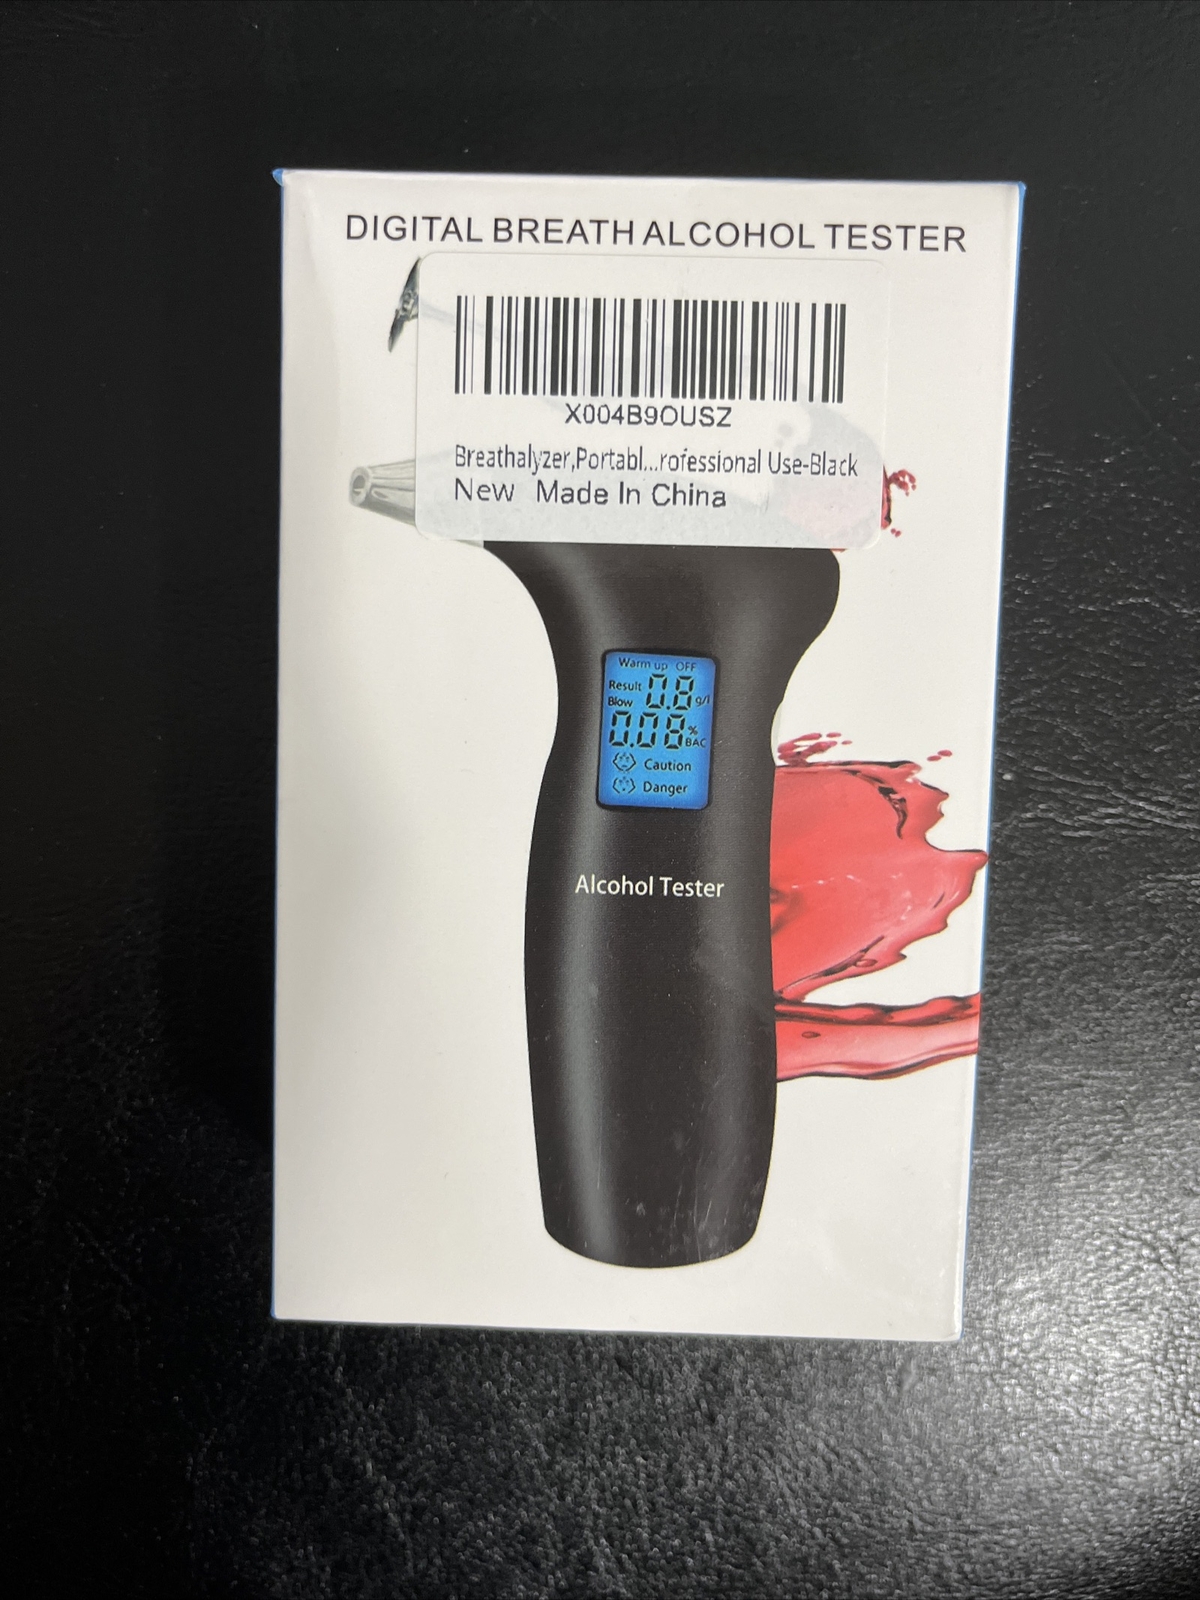 DIGITAL BREATH ALCOHOL TESTER
X004B9OUSZ
Breathalyzer,Portabl...rofessional Use-Black
New Made In China
Warm up OFF
Result 0.8 g/l
Blow
0.08 % BAC
Caution
Danger
Alcohol Tester